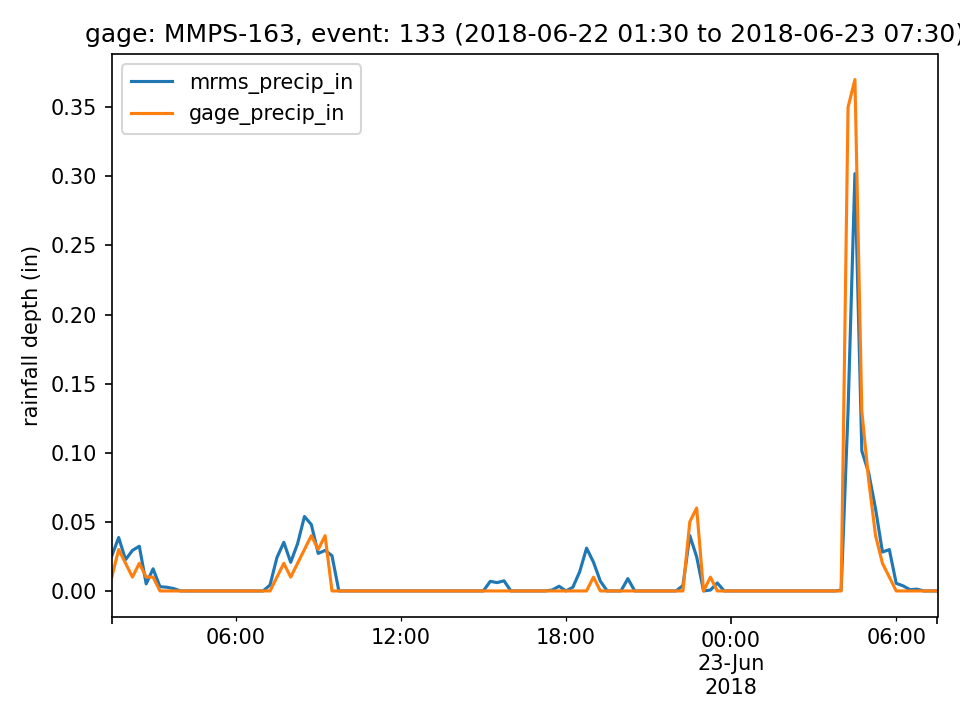 gage: MMPS-163, event: 133 (2018-06-22 01:30 to 2018-06-23 07:30)
mrms_precip_in
gage_precip_in
rainfall depth (in)
0.35
0.30
0.25
0.20
0.15
0.10
0.05
0.00
06:00
12:00
18:00
00:00
23-Jun
2018
06:00